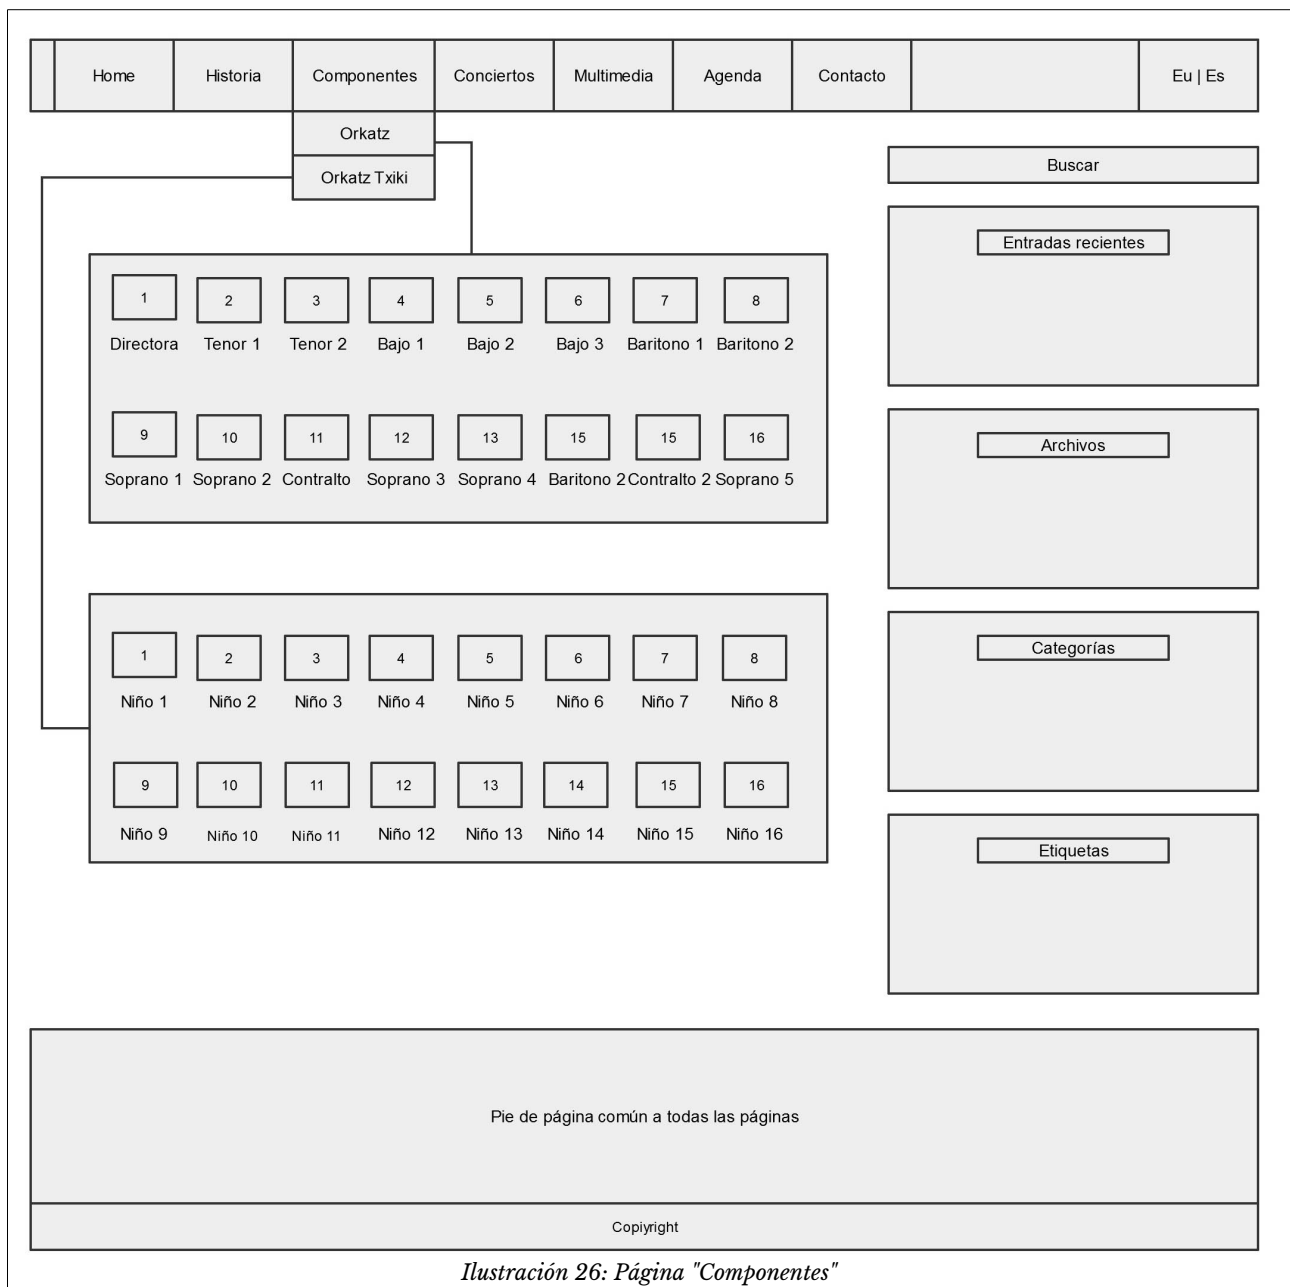 Home Historia Componentes Conciertos Multimedia Agenda Contacto Eu | Es
Orkatz
Orkatz Txiki
Buscar
Entradas recientes
1 2 3 4 5 6 7 8
Directora Tenor 1 Tenor 2 Bajo 1 Bajo 2 Bajo 3 Baritono 1 Baritono 2
9 10 11 12 13 15 15 16
Soprano 1 Soprano 2 Contralto Soprano 3 Soprano 4 Baritono 2 Contralto 2 Soprano 5
Archivos
1 2 3 4 5 6 7 8
Niño 1 Niño 2 Niño 3 Niño 4 Niño 5 Niño 6 Niño 7 Niño 8
9 10 11 12 13 14 15 16
Niño 9 Niño 10 Niño 11 Niño 12 Niño 13 Niño 14 Niño 15 Niño 16
Categorías
Etiquetas
Pie de página común a todas las páginas
Copiyright
Ilustración 26: Página "Componentes"